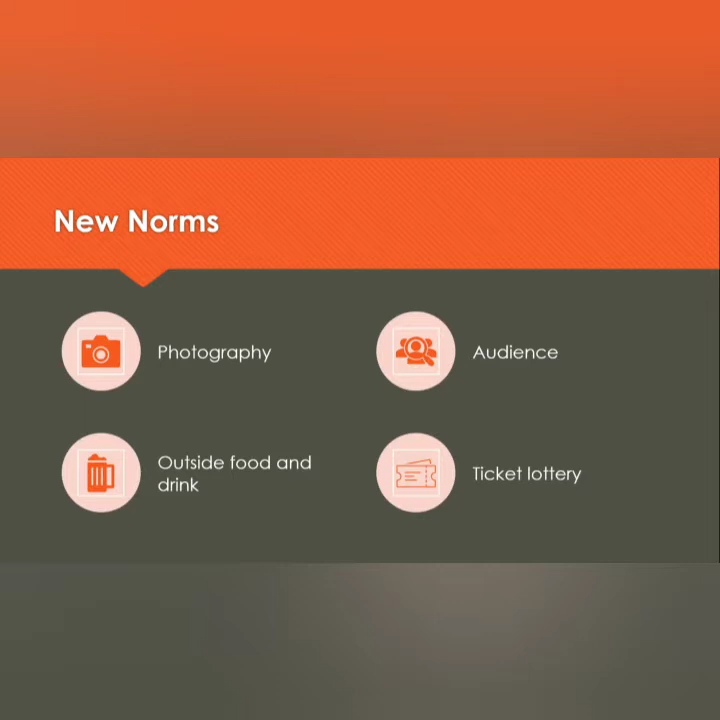 New Norms
Photography
Audience
Outside food and
drink
Ticket lottery